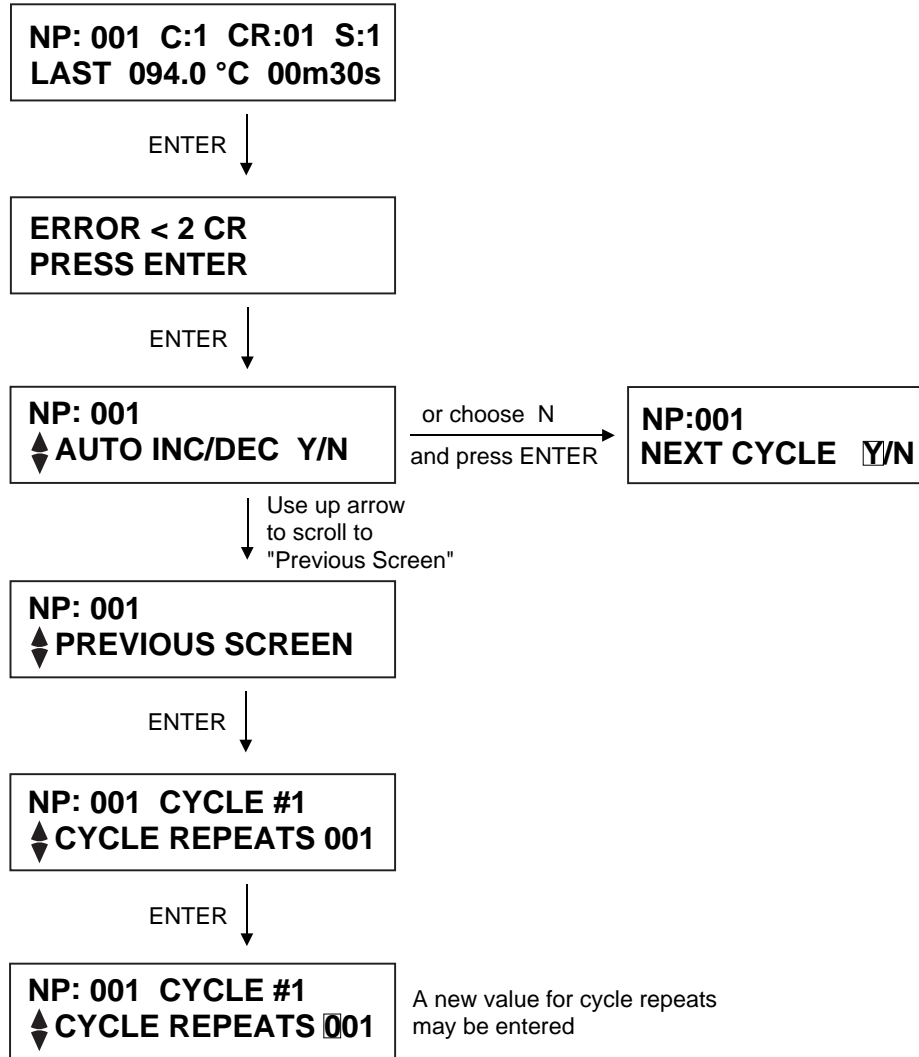 NP: 001 C:1 CR:01 S:1
LAST 094.0 °C 00m30s
ENTER
ERROR < 2 CR
PRESS ENTER
ENTER
NP: 001
AUTO INC/DEC Y/N
or choose N
and press ENTER
NP:001
NEXT CYCLE Y/N
Use up arrow
to scroll to
"Previous Screen"
NP: 001
PREVIOUS SCREEN
ENTER
NP: 001 CYCLE #1
CYCLE REPEATS 001
ENTER
NP: 001 CYCLE #1
CYCLE REPEATS 001
A new value for cycle repeats
may be entered